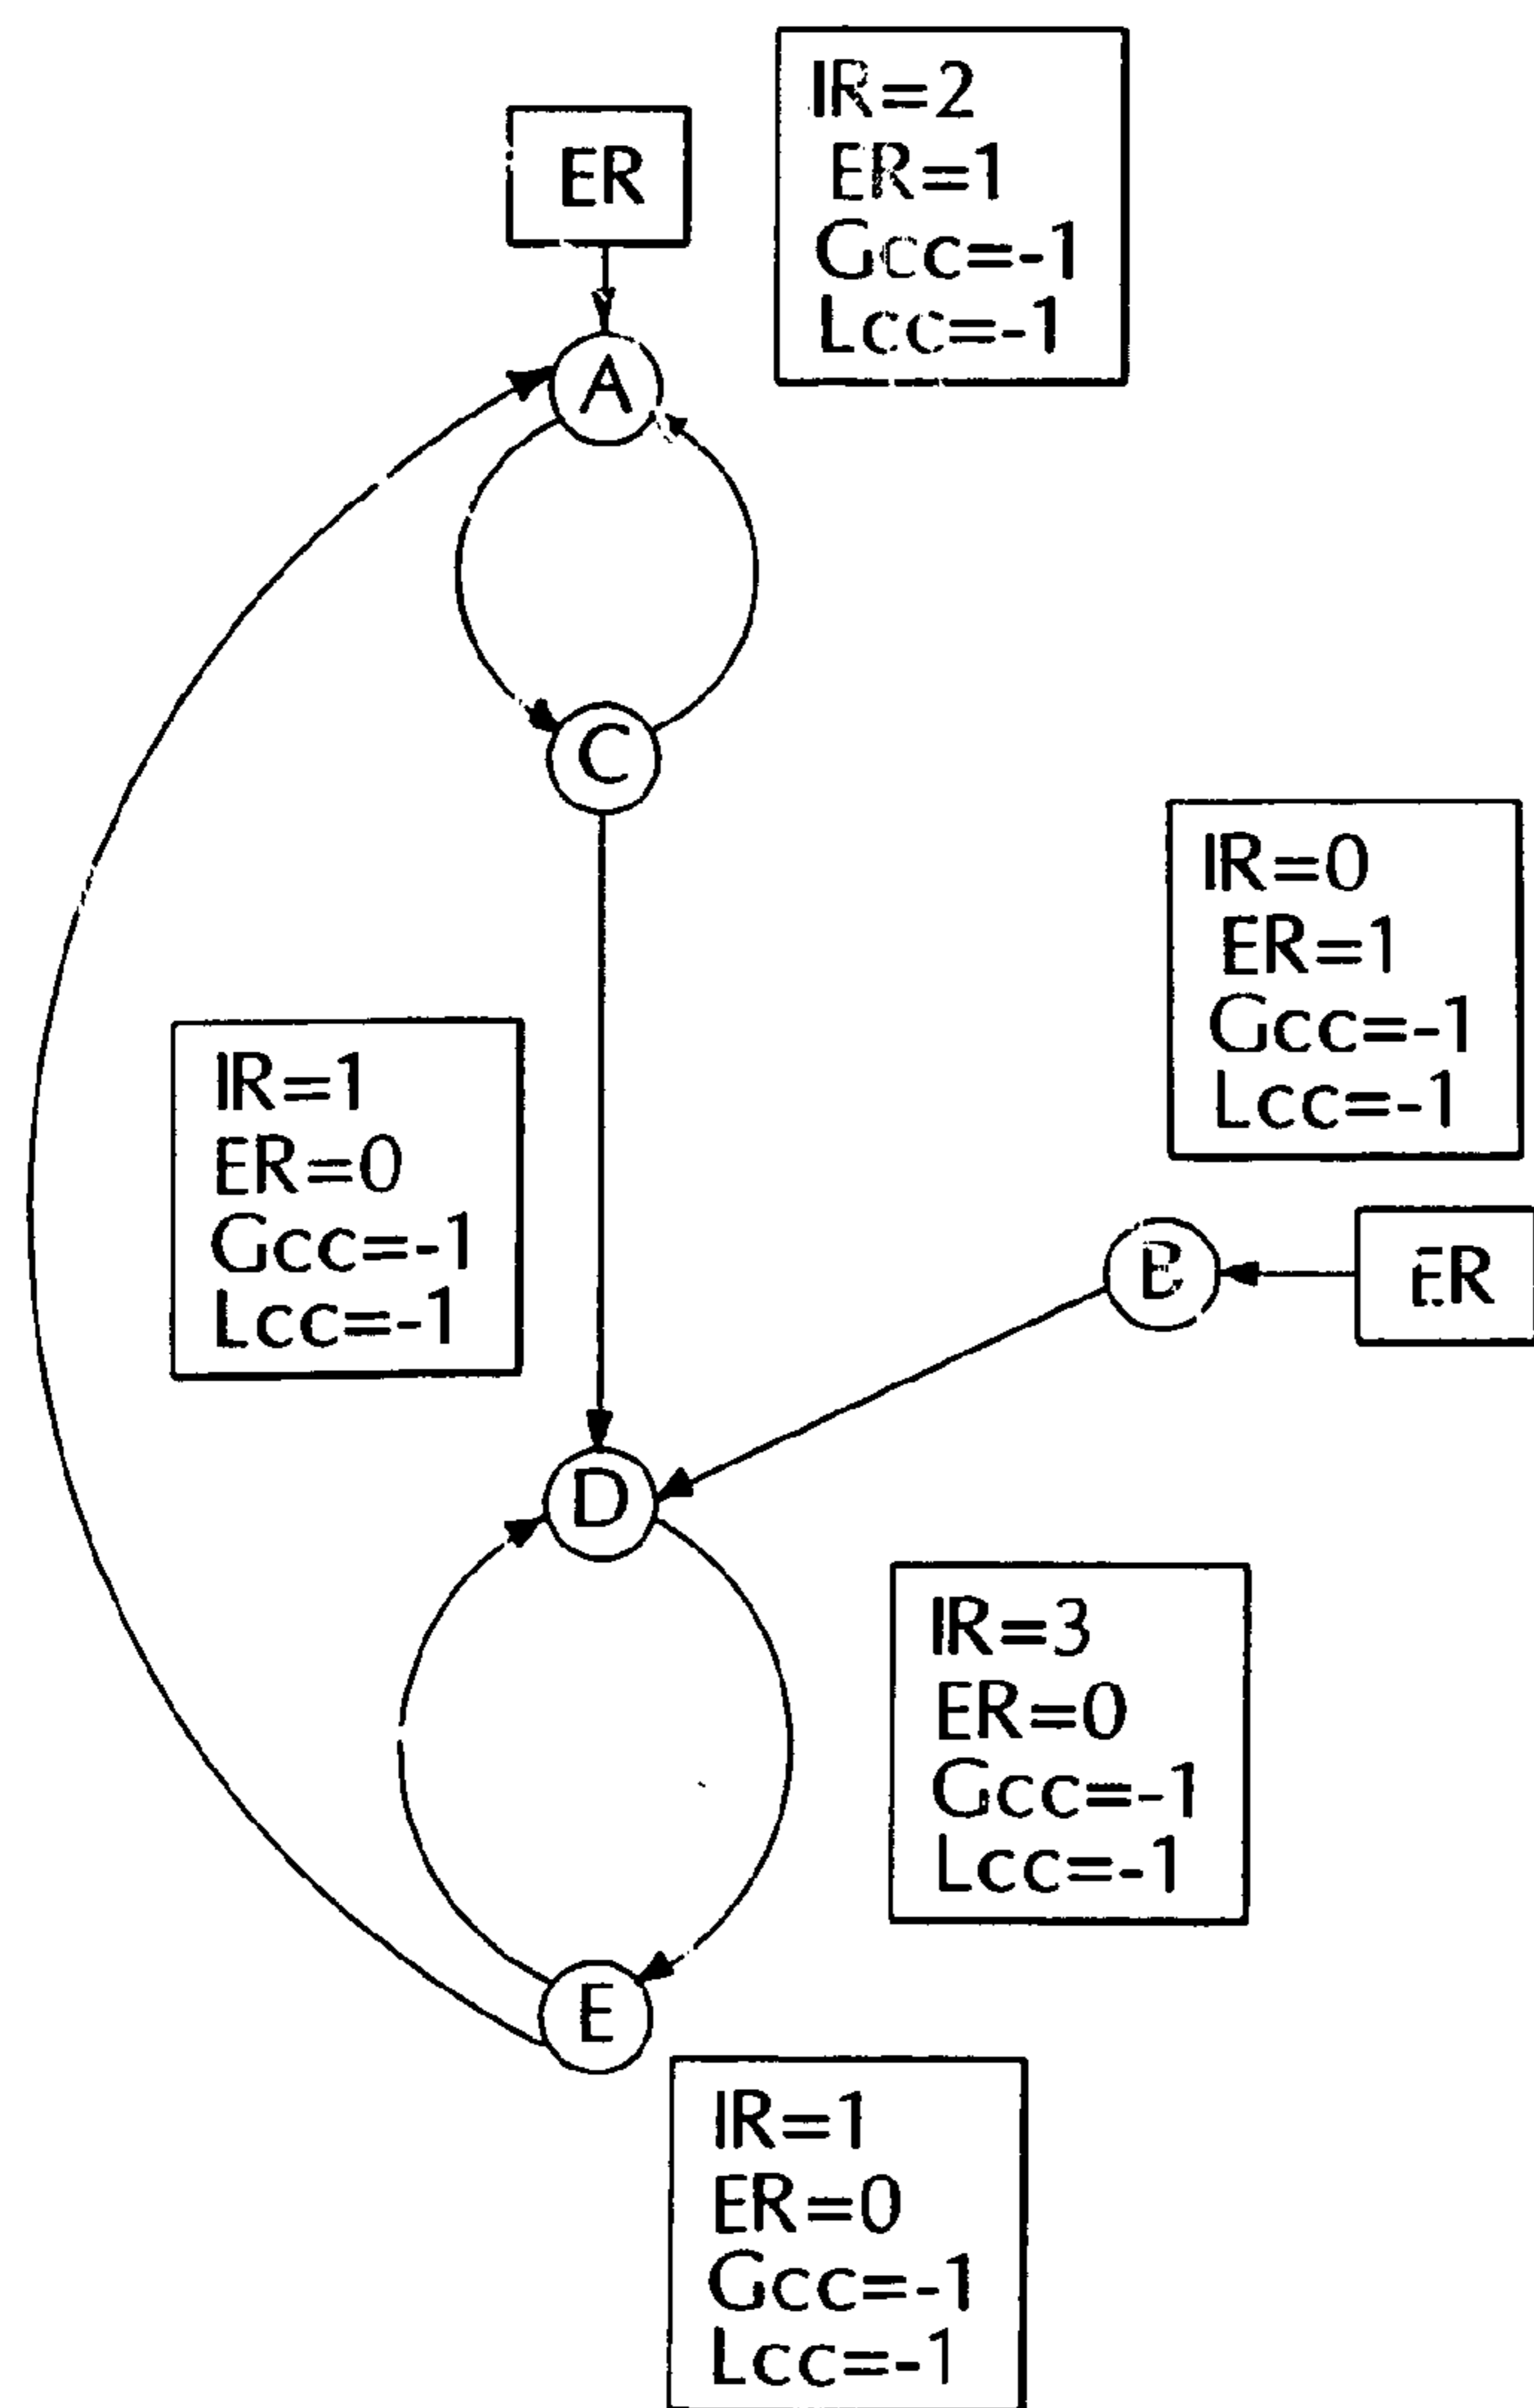 ER
IR=2
ER=1
Gcc=-1
Lcc=-1
A
C
IR=0
ER=1
Gcc=-1
Lcc=-1
IR=1
ER=0
Gcc=-1
Lcc=-1
B
ER
D
IR=3
ER=0
Gcc=-1
Lcc=-1
E
IR=1
ER=0
Gcc=-1
Lcc=-1